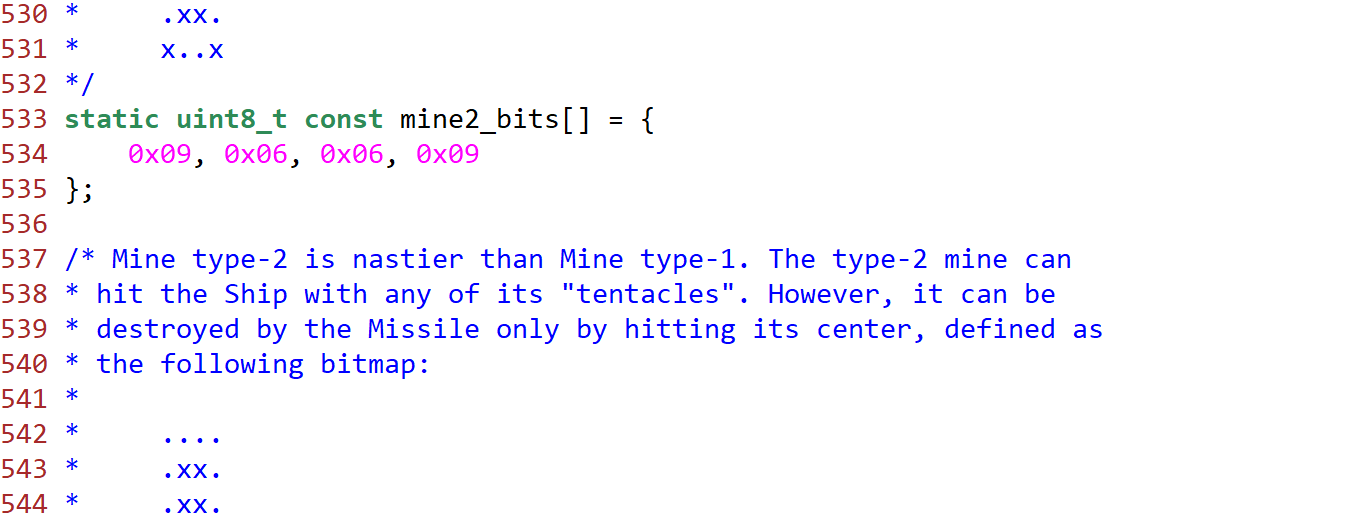 530 *     .xx.
531 *     x..x
532 */
533 static uint8_t const mine2_bits[] = {
534     0x09, 0x06, 0x06, 0x09
535 };
536
537 /* Mine type-2 is nastier than Mine type-1. The type-2 mine can
538 * hit the Ship with any of its "tentacles". However, it can be
539 * destroyed by the Missile only by hitting its center, defined as
540 * the following bitmap:
541 *
542 *     ....
543 *     .xx.
544 *     .xx.